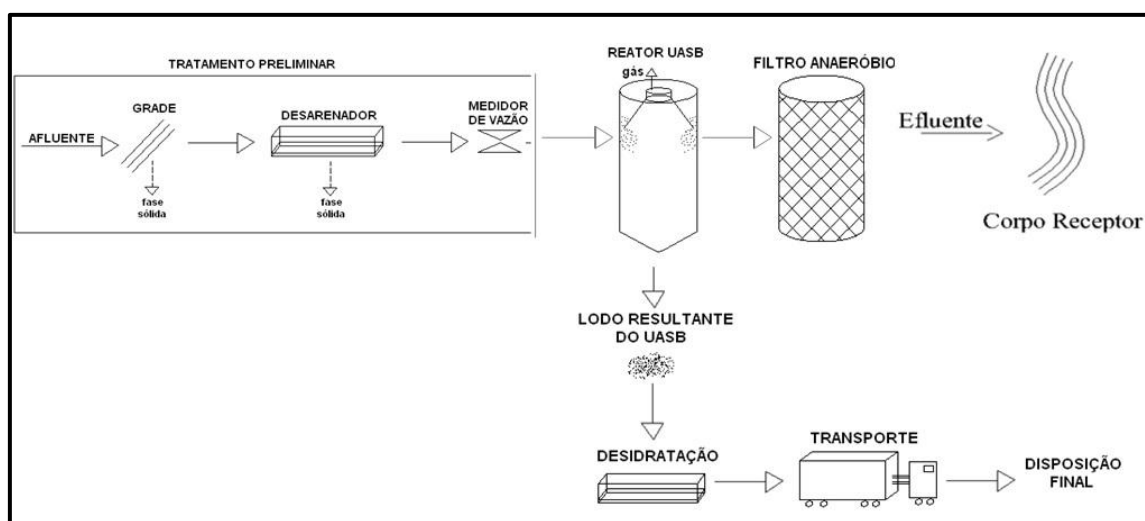 TRATAMENTO PRELIMINAR
AFLUENTE
GRADE
fase
sólida
DESARENADOR
fase
sólida
MEDIDOR
DE VAZÃO
REATOR UASB
gás
FILTRO ANAERÓBIO
Efluente
Corpo Receptor
LODO RESULTANTE
DO UASB
DESIDRATAÇÃO
TRANSPORTE
DISPOSIÇÃO
FINAL